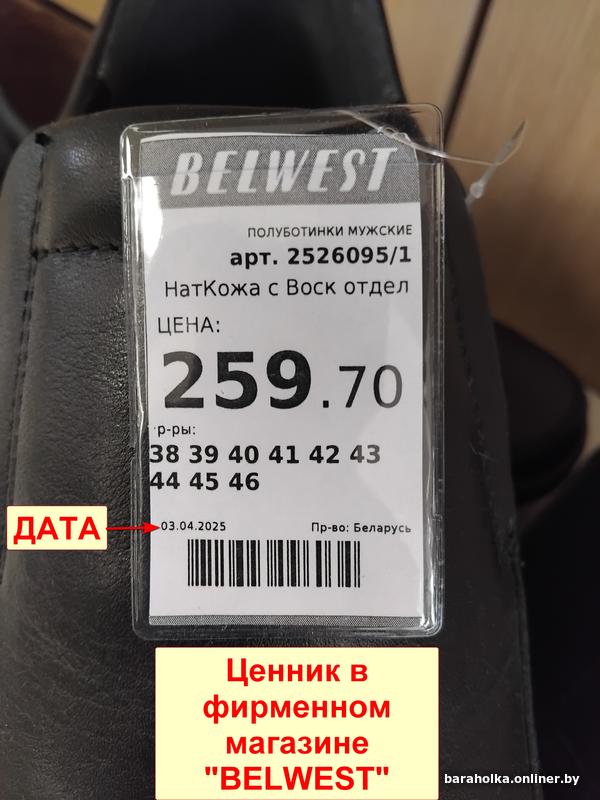 BELWEST
ПОЛУБОТИНКИ МУЖСКИЕ
арт. 2526095/1
НатКожа с Воск отдел
ЦЕНА:
259.70
р-ры:
38 39 40 41 42 43
44 45 46
ДАТА
03.04.2025 Пр-во: Беларусь
Ценник в
фирменном
магазине
"BELWEST"
baraholka.onliner.by